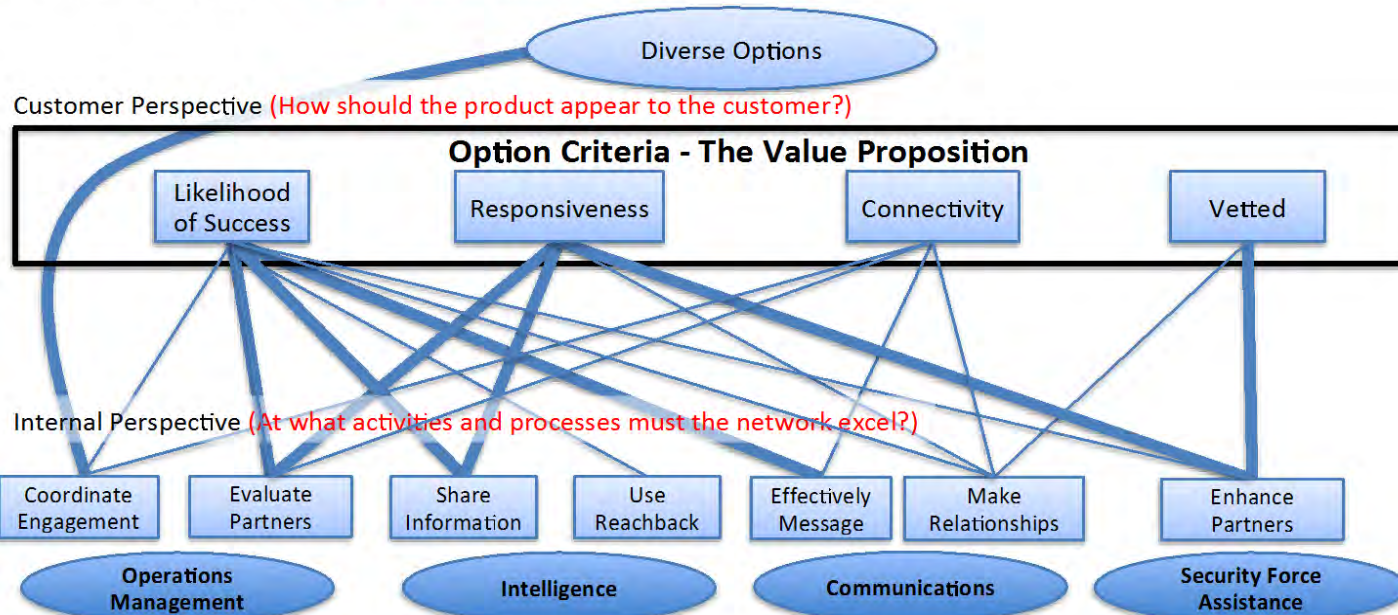 Diverse Options
Customer Perspective (How should the product appear to the customer?)
Option Criteria - The Value Proposition
Likelihood
of Success
Responsiveness
Connectivity
Vetted
Internal Perspective (At what activities and processes must the network excel?)
Coordinate
Engagement
Evaluate
Partners
Share
Information
Use
Reachback
Effectively
Message
Make
Relationships
Enhance
Partners
Operations
Management
Intelligence
Communications
Security Force
Assistance